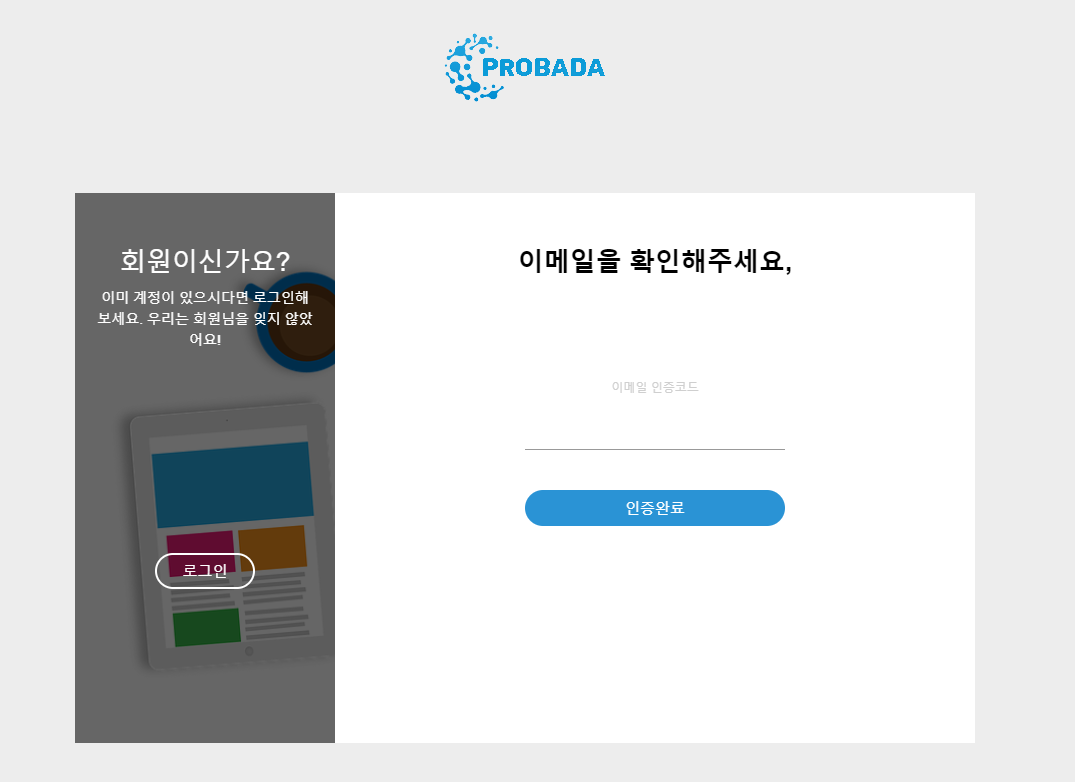 PROBADA
회원이신가요?
이미 계정이 있으시다면 로그인해
보세요. 우리는 회원님을 잊지 않았
어요!
로그인
이메일을 확인해주세요,
이메일 인증코드
인증완료